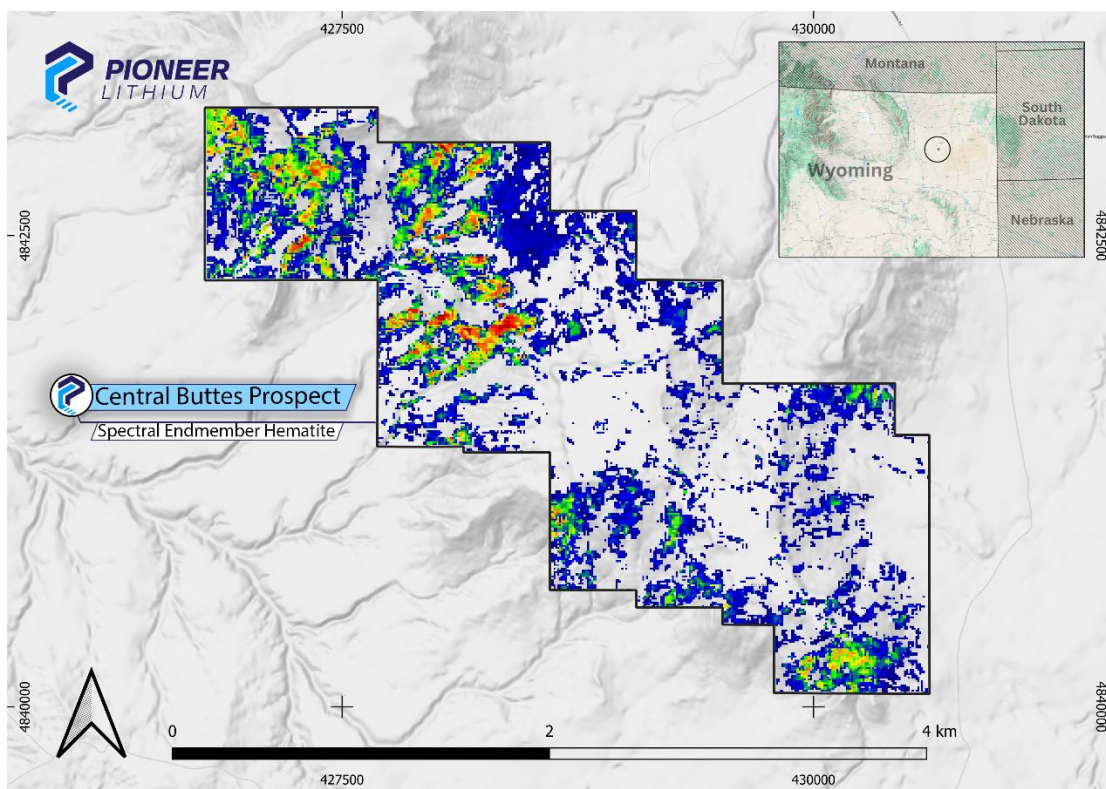 427500
430000
PIONEER
LITHIUM
Montana
South
Dakota
Wyoming
Nebraska
4842500
4842500
Central Buttes Prospect
Spectral Endmember Hematite
4840000
4840000
0
2
4 km
427500
430000